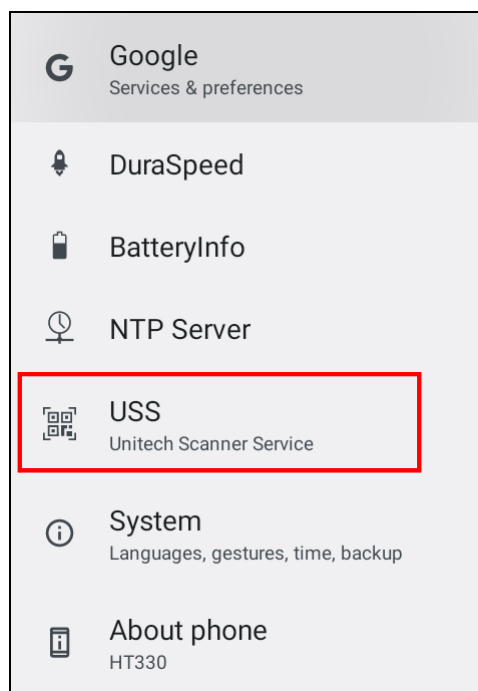 Google
Services & preferences
DuraSpeed
BatteryInfo
NTP Server
USS
Unitech Scanner Service
System
Languages, gestures, time, backup
About phone
HT330